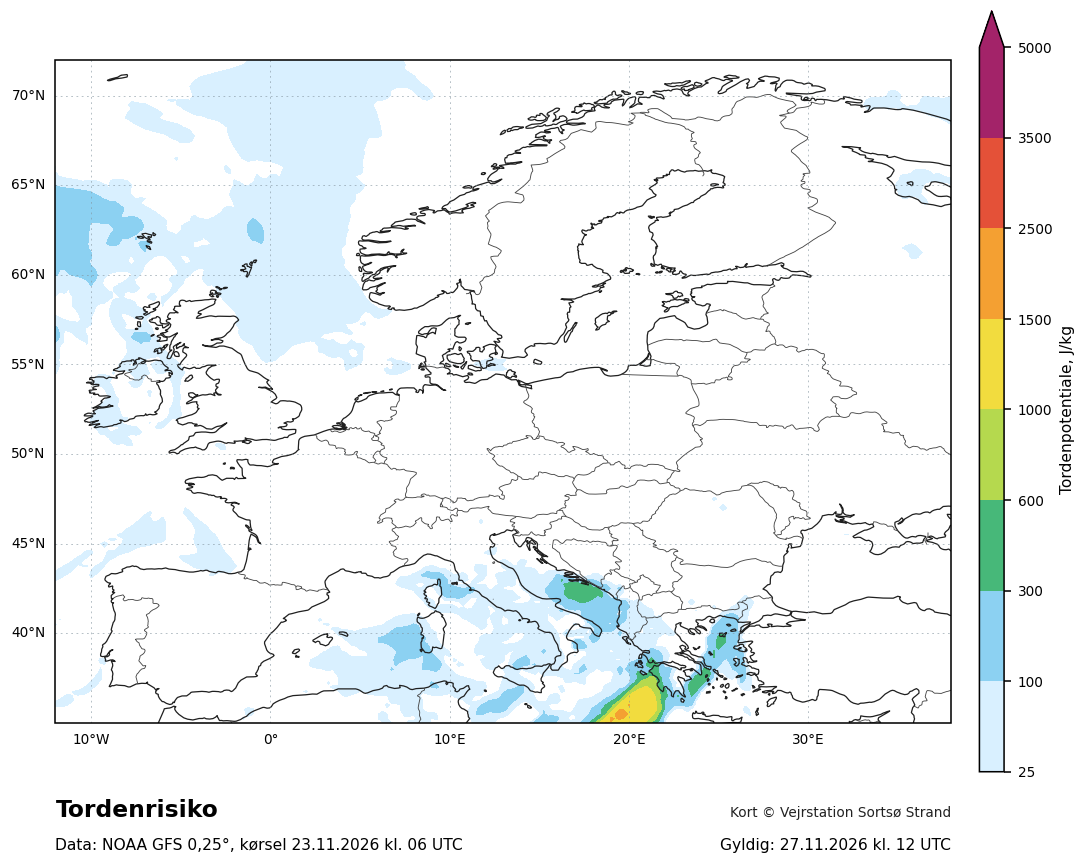 70°N
65°N
60°N
55°N
50°N
45°N
40°N
10°W
0°
10°E
20°E
30°E
5000
3500
2500
1500
1000
600
300
100
25
Tordenpotentiale, J/kg
Tordenrisiko
Kort © Vejrstation Sortsø Strand
Data: NOAA GFS 0,25°, kørsel 23.11.2026 kl. 06 UTC
Gyldig: 27.11.2026 kl. 12 UTC